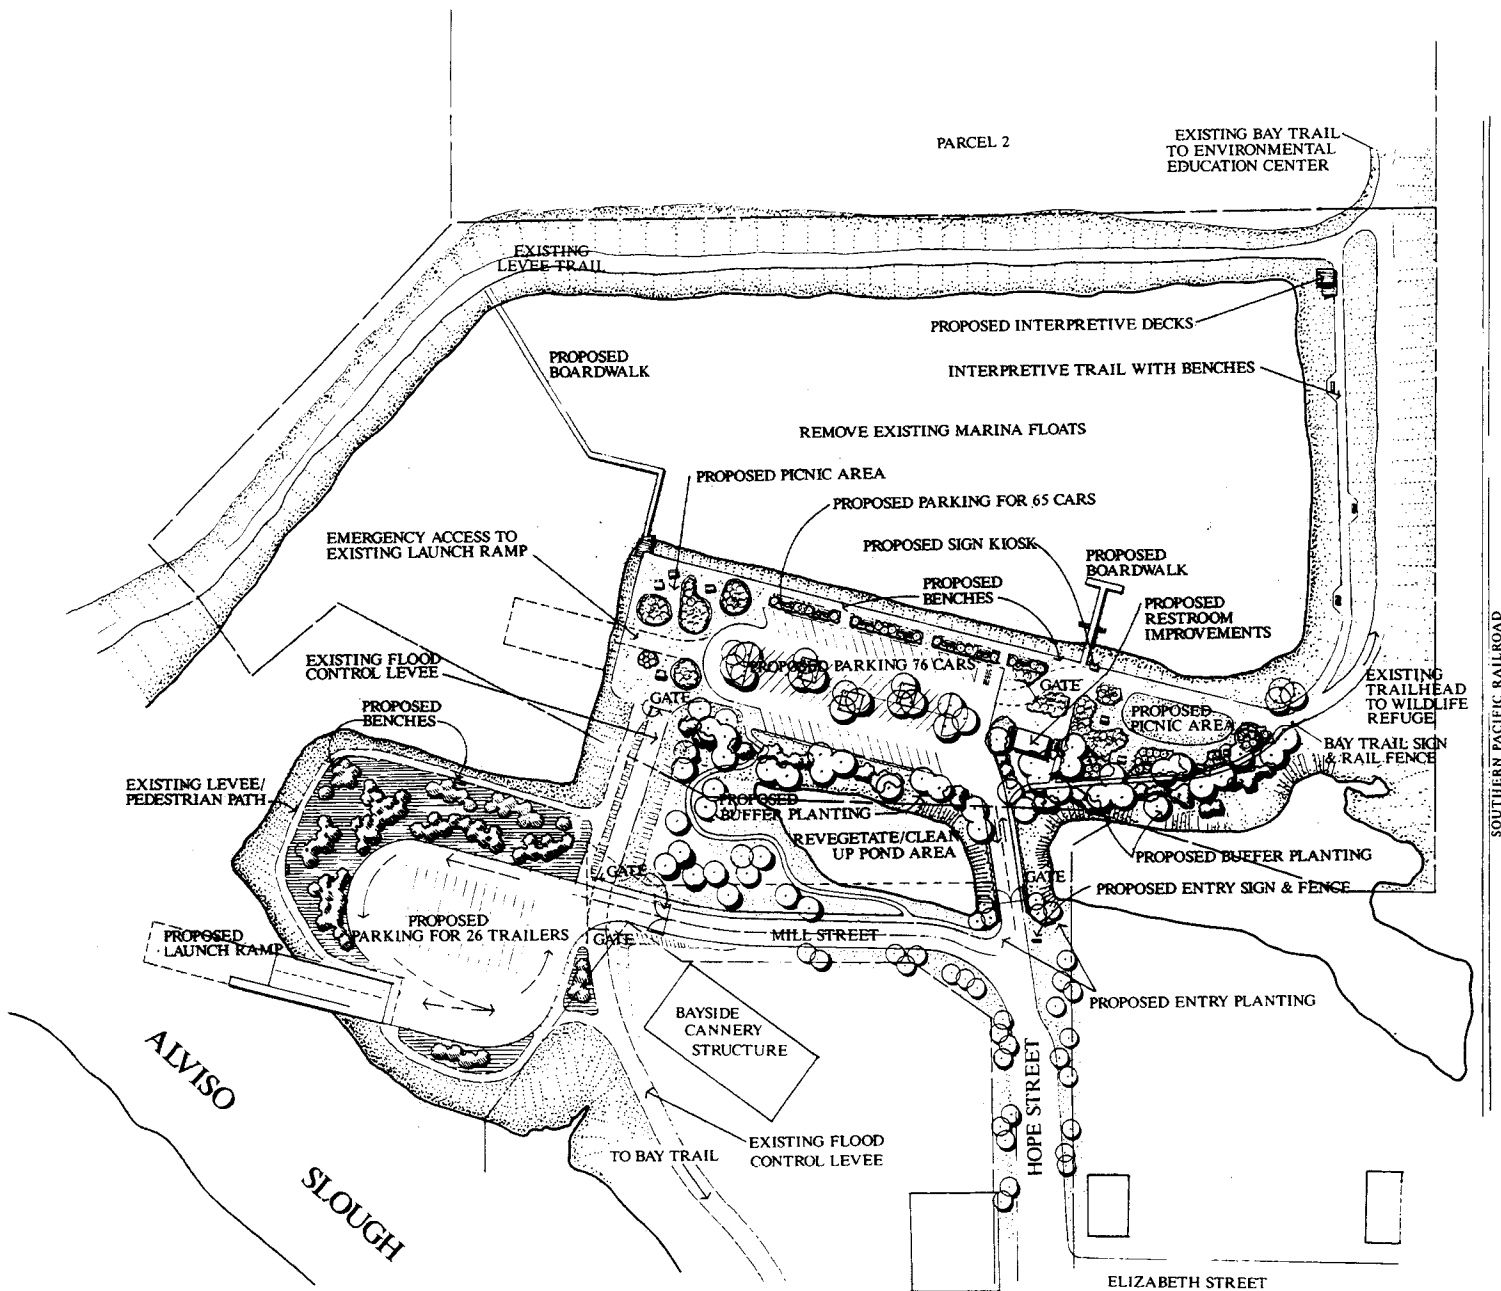 PARCEL 2
EXISTING BAY TRAIL
TO ENVIRONMENTAL
EDUCATION CENTER
EXISTING
LEVEE TRAIL
PROPOSED INTERPRETIVE DECKS
PROPOSED
BOARDWALK
INTERPRETIVE TRAIL WITH BENCHES
REMOVE EXISTING MARINA FLOATS
PROPOSED PICNIC AREA
PROPOSED PARKING FOR 65 CARS
EMERGENCY ACCESS TO
EXISTING LAUNCH RAMP
PROPOSED SIGN KIOSK
PROPOSED
BOARDWALK
PROPOSED
BENCHES
PROPOSED
RESTROOM
IMPROVEMENTS
SOUTHERN PACIFIC RAILROAD
EXISTING FLOOD
CONTROL LEVEE
PROPOSED PARKING 76 CARS
GATE
GATE
EXISTING
TRAILHEAD
TO WILDLIFE
REFUGE
PROPOSED
BENCHES
PROPOSED
PICNIC AREA
BAY TRAIL SIGN
& RAIL FENCE
EXISTING LEVEE/
PEDESTRIAN PATH
PROPOSED
BUFFER PLANTING
REVEGETATE/CLEAN
UP POND AREA
PROPOSED BUFFER PLANTING
GATE
GATE
PROPOSED ENTRY SIGN & FENCE
PROPOSED
PARKING FOR 26 TRAILERS
PROPOSED
LAUNCH RAMP
GATE
MILL STREET
PROPOSED ENTRY PLANTING
BAYSIDE
CANNERY
STRUCTURE
ALVISO
SLOUGH
HOPE STREET
EXISTING FLOOD
CONTROL LEVEE
TO BAY TRAIL
ELIZABETH STREET